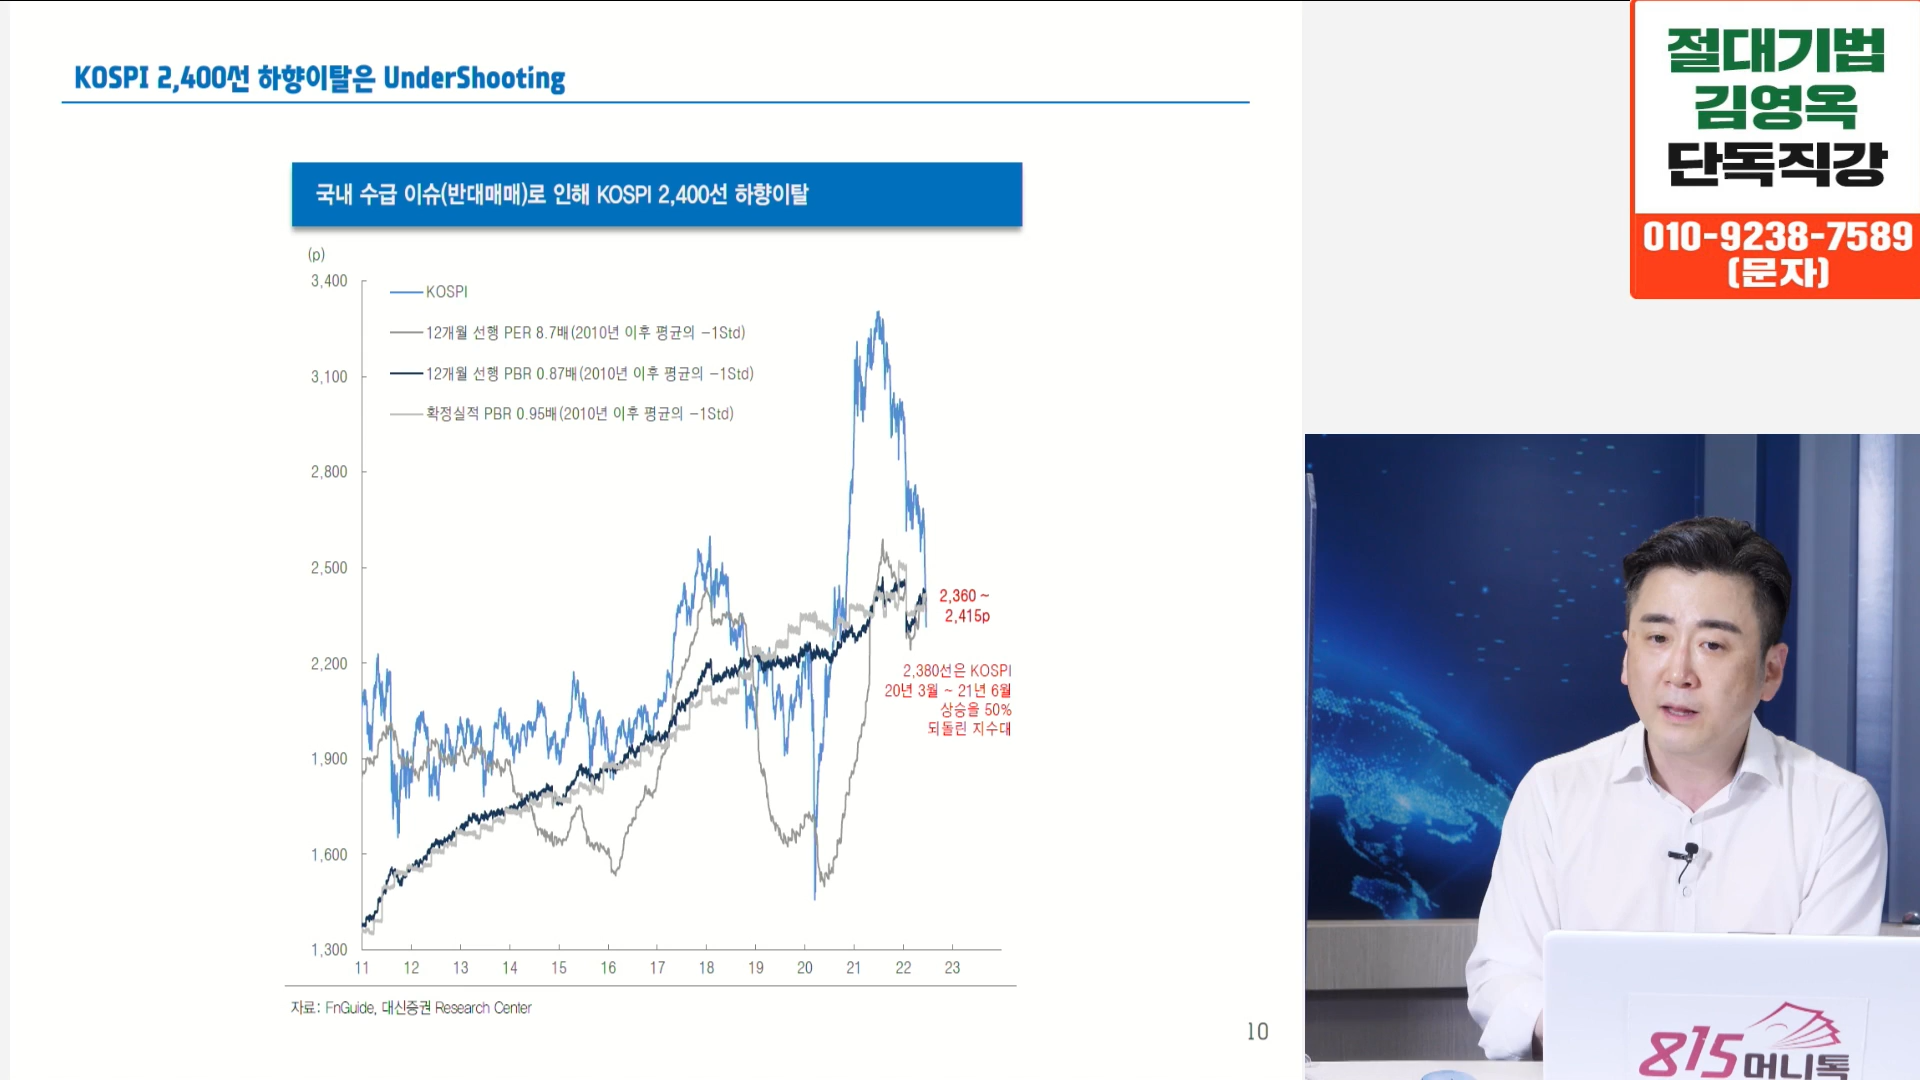 KOSPI 2,400선 하향이탈은 UnderShooting
국내 수급 이슈(반대매매)로 인해 KOSPI 2,400선 하향이탈
(p)
3,400
3,100
2,800
2,500
2,200
1,900
1,600
1,300
KOSPI
12개월 선행 PER 8.7배(2010년 이후 평균의 -1Std)
12개월 선행 PBR 0.87배(2010년 이후 평균의 -1Std)
확정실적 PBR 0.95배(2010년 이후 평균의 -1Std)
2,360 ~
2,415p
2,380선은 KOSPI
20년 3월 ~ 21년 6월
상승을 50%
되돌린 지수대
11 12 13 14 15 16 17 18 19 20 21 22 23
자료: FnGuide, 대신증권 Research Center
10
절대기법
김영옥
단독직강
010-9238-7589
(문자)
815머니톡